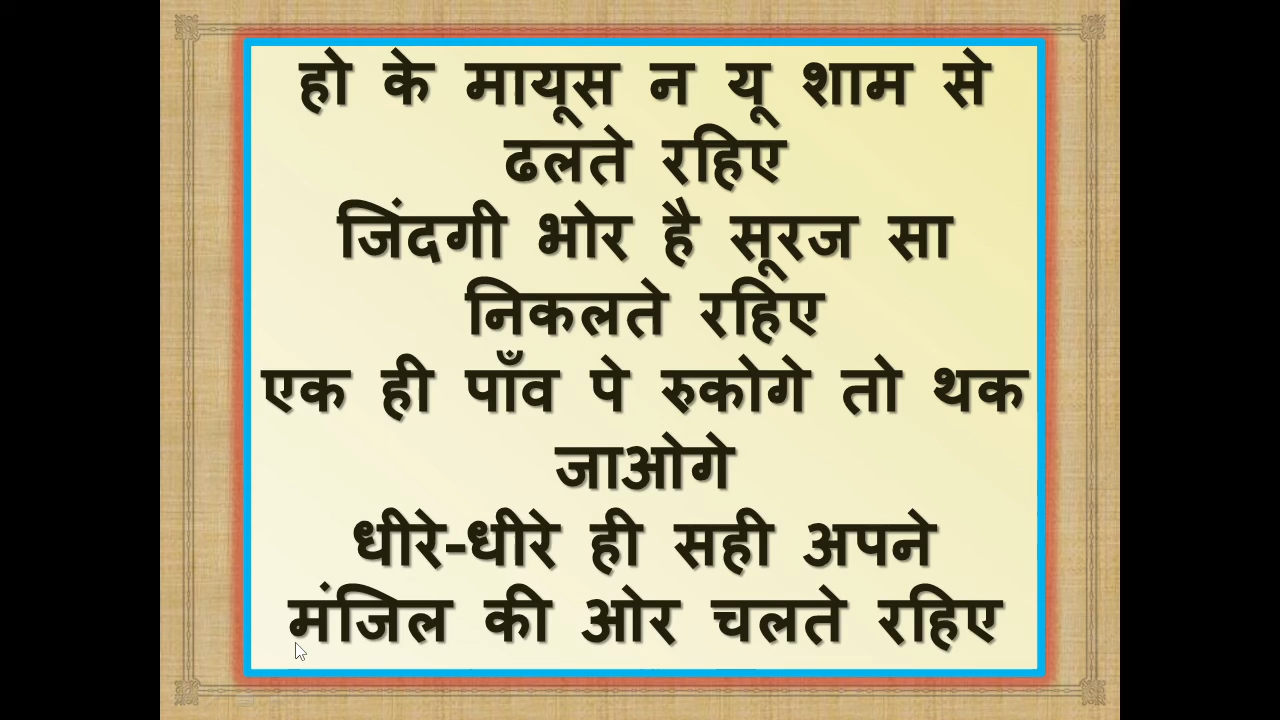 हो के मायूस न यू शाम से
ढलते रहिए
जिंदगी भोर है सूरज सा
निकलते रहिए
एक ही पाँव पे रुकोगे तो थक
जाओगे
धीरे-धीरे ही सही अपने
मंजिल की ओर चलते रहिए